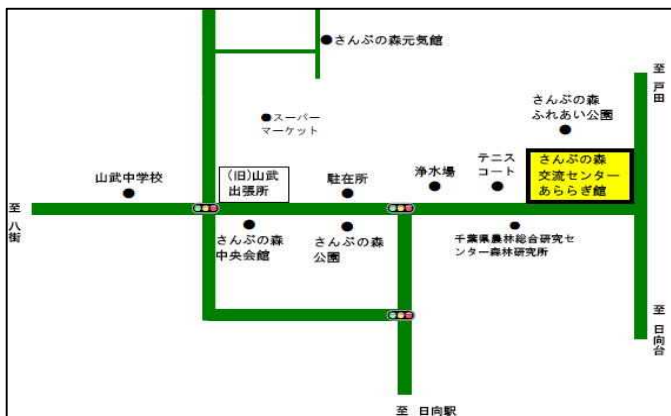 さんぶの森元気館
至 戸田
さんぶの森
ふれあい公園
スーパー
マーケット
山武中学校
(旧)山武
出張所
駐在所
浄水場
テニス
コート
さんぶの森
交流センター
あららぎ館
至 八街
さんぶの森
中央会館
さんぶの森
公園
千葉県農林総合研究セ
ンター森林研究所
至 日向台
至 日向駅